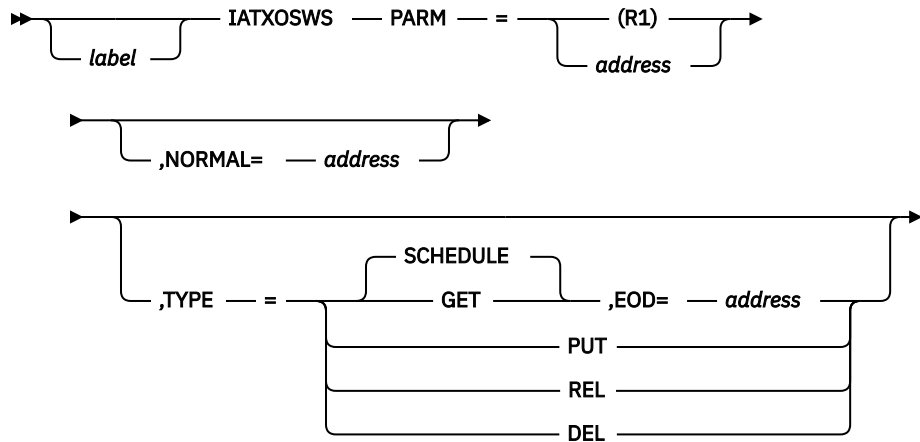 IATXOSWS PARM = (R1)
label address
,NORMAL= address
SCHEDULE
,TYPE = GET ,EOD= address
PUT
REL
DEL